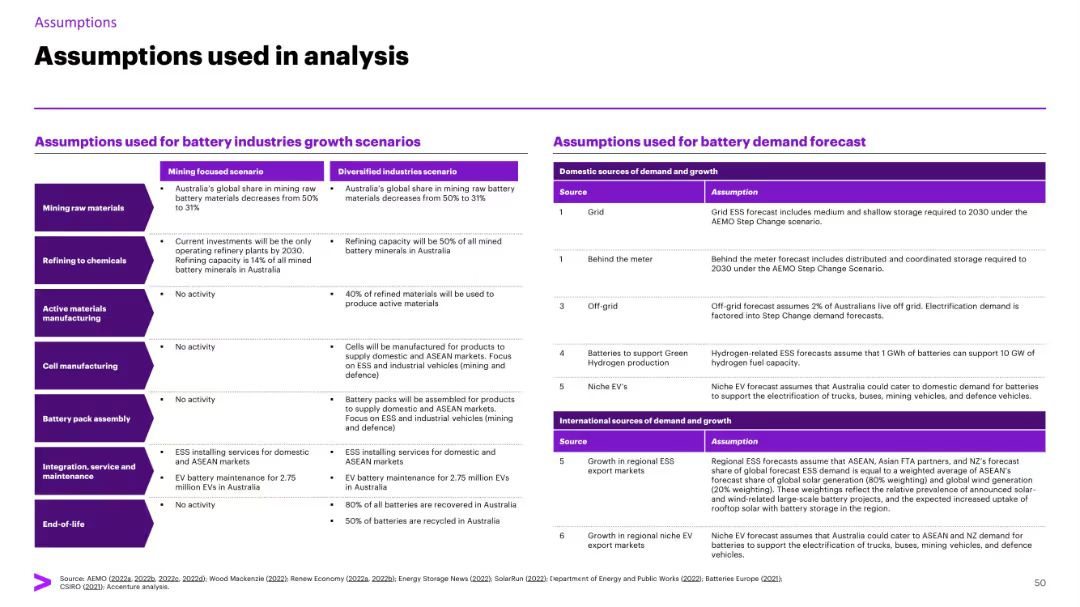 Assumptions
Assumptions used in analysis
Assumptions used for battery industries growth scenarios
Mining focused scenario
Diversified industries scenario
Mining raw materials
▪ Australia's global share in mining raw
battery materials decreases from 50%
to 31%
▪ Australia's global share in mining raw battery
materials decreases from 50% to 31%
Refining to chemicals
▪ Current investments will be the only
operating refinery plants by 2030.
Refining capacity is 14% of all mined
battery minerals in Australia
▪ Refining capacity will be 50% of all mined
battery minerals in Australia
Active materials
manufacturing
▪ No activity
▪ 40% of refined materials will be used to
produce active materials
Cell manufacturing
▪ No activity
▪ Cells will be manufactured for products to
supply domestic and ASEAN markets. Focus
on ESS and industrial vehicles (mining and
defence)
Battery pack assembly
▪ No activity
▪ Battery packs will be assembled for products
to supply domestic and ASEAN markets.
Focus on ESS and industrial vehicles (mining
and defence)
Integration, service and
maintenance
▪ ESS installing services for domestic
and ASEAN markets
▪ EV battery maintenance for 2.75
million EVs in Australia
▪ ESS installing services for domestic and
ASEAN markets
▪ EV battery maintenance for 2.75 million EVs
in Australia
End-of-life
▪ No activity
▪ 80% of all batteries are recovered in Australia
▪ 50% of batteries are recycled in Australia
Assumptions used for battery demand forecast
Domestic sources of demand and growth
Source Assumption
1 Grid
Grid ESS forecast includes medium and shallow storage required to 2030 under the
AEMO Step Change scenario.
1 Behind the meter
Behind the meter forecast includes distributed and coordinated storage required to
2030 under the AEMO Step Change Scenario.
3 Off-grid
Off-grid forecast assumes 2% of Australians live off grid. Electrification demand is
factored into Step Change demand forecasts.
4 Batteries to support Green
Hydrogen production
Hydrogen-related ESS forecasts assume that 1 GWh of batteries can support 10 GW of
hydrogen fuel capacity.
5 Niche EV's
Niche EV forecast assumes that Australia could cater to domestic demand for batteries
to support the electrification of trucks, buses, mining vehicles, and defence vehicles.
International sources of demand and growth
Source Assumption
5 Growth in regional ESS
export markets
Regional ESS forecasts assume that ASEAN, Asian FTA partners, and NZ's forecast
share of global forecast ESS demand is equal to a weighted average of ASEAN's
forecast share of global solar generation (80% weighting) and global wind generation
(20% weighting). These weightings reflect the relative prevalence of announced solar-
and wind-related large-scale battery projects, and the expected increased uptake of
rooftop solar with battery storage in the region.
6 Growth in regional niche EV
export markets
Niche EV forecast assumes that Australia could cater to ASEAN and NZ demand for
batteries to support the electrification of trucks, buses, mining vehicles, and defence
vehicles.
Source: AEMO (2022a, 2022b, 2022c, 2022d); Wood Mackenzie (2022); Renew Economy (2022a, 2022b); Energy Storage News (2022); SolarRun (2022); Department of Energy and Public Works (2022); Batteries Europe (2021);
CSIRO (2021); Accenture analysis.
50